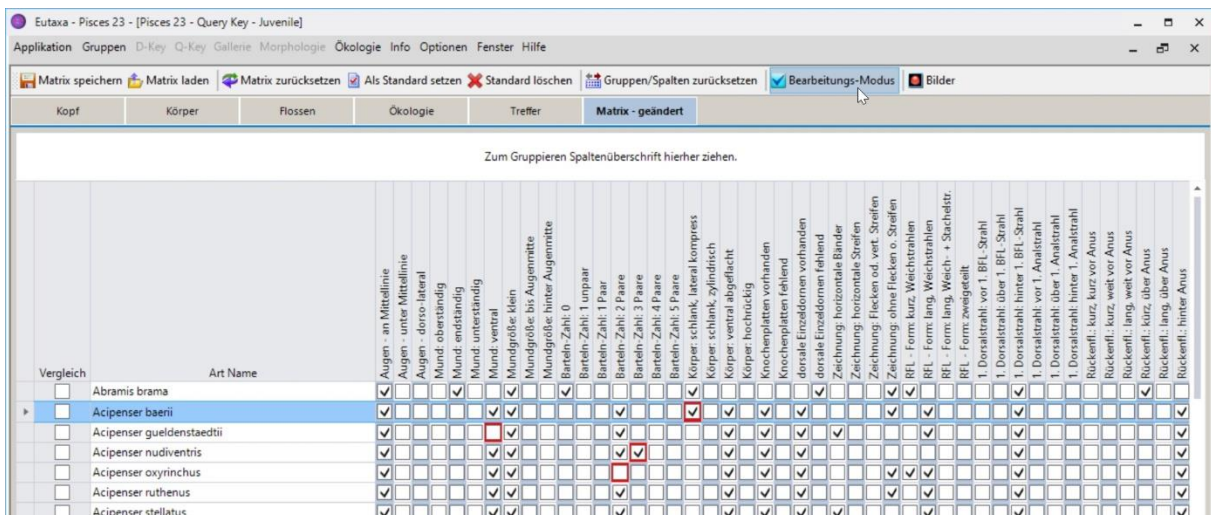 Eutaxa - Pisces 23 - [Pisces 23 - Query Key - Juvenile]
Applikation Gruppen D-Key Q-Key Gallerie Morphologie Ökologie Info Optionen Fenster Hilfe
Matrix speichern Matrix laden Matrix zurücksetzen Als Standard setzen Standard löschen Gruppen/Spalten zurücksetzen Bearbeitungs-Modus Bilder
Kopf Körper Flossen Ökologie Treffer Matrix - geändert
Zum Gruppieren Spaltenüberschrift hierher ziehen.
Vergleich
Art Name
Augen - an Mittellinie
Augen - unter Mittellinie
Augen - dorso-lateral
Mund: oberständig
Mund: endständig
Mund: unterständig
Mund: ventral
Mundgröße: klein
Mundgröße: bis Augenmitte
Mundgröße: hinter Augenmitte
Barteln-Zahl: 0
Barteln-Zahl: 1 unpaar
Barteln-Zahl: 1 Paar
Barteln-Zahl: 2 Paare
Barteln-Zahl: 3 Paare
Barteln-Zahl: 4 Paare
Barteln-Zahl: 5 Paare
Körper: schlank, lateral kompress
Körper: schlank, zylindrisch
Körper: ventral abgeflacht
Körper: hochrückig
Knochenplatten vorhanden
Knochenplatten fehlend
dorsale Einzeldornen vorhanden
dorsale Einzeldornen fehlend
Zeichnung: horizontale Bänder
Zeichnung: horizontale Streifen
Zeichnung: Flecken od. vert. Streifen
Zeichnung: ohne Flecken o. Streifen
RFL - Form: kurz, Weichstrahlen
RFL - Form: lang, Weichstrahlen
RFL - Form: lang, Weich- + Stachelstr.
RFL - Form: zweigeteilt
1. Dorsalstrahl: vor 1. BFL-Strahl
1. Dorsalstrahl: über 1. BFL-Strahl
1. Dorsalstrahl: hinter 1. BFL-Strahl
1. Dorsalstrahl: vor 1. Analstrahl
1. Dorsalstrahl: über 1. Analstrahl
1. Dorsalstrahl: hinter 1. Analstrahl
Rückenfl.: kurz, kurz vor Anus
Rückenfl.: kurz, weit vor Anus
Rückenfl.: lang, weit vor Anus
Rückenfl.: kurz, über Anus
Rückenfl.: lang, über Anus
Rückenfl.: hinter Anus
Abramis brama
Acipenser baerii
Acipenser gueldenstaedtii
Acipenser nudiventris
Acipenser oxyrinchus
Acipenser ruthenus
Acipenser stellatus